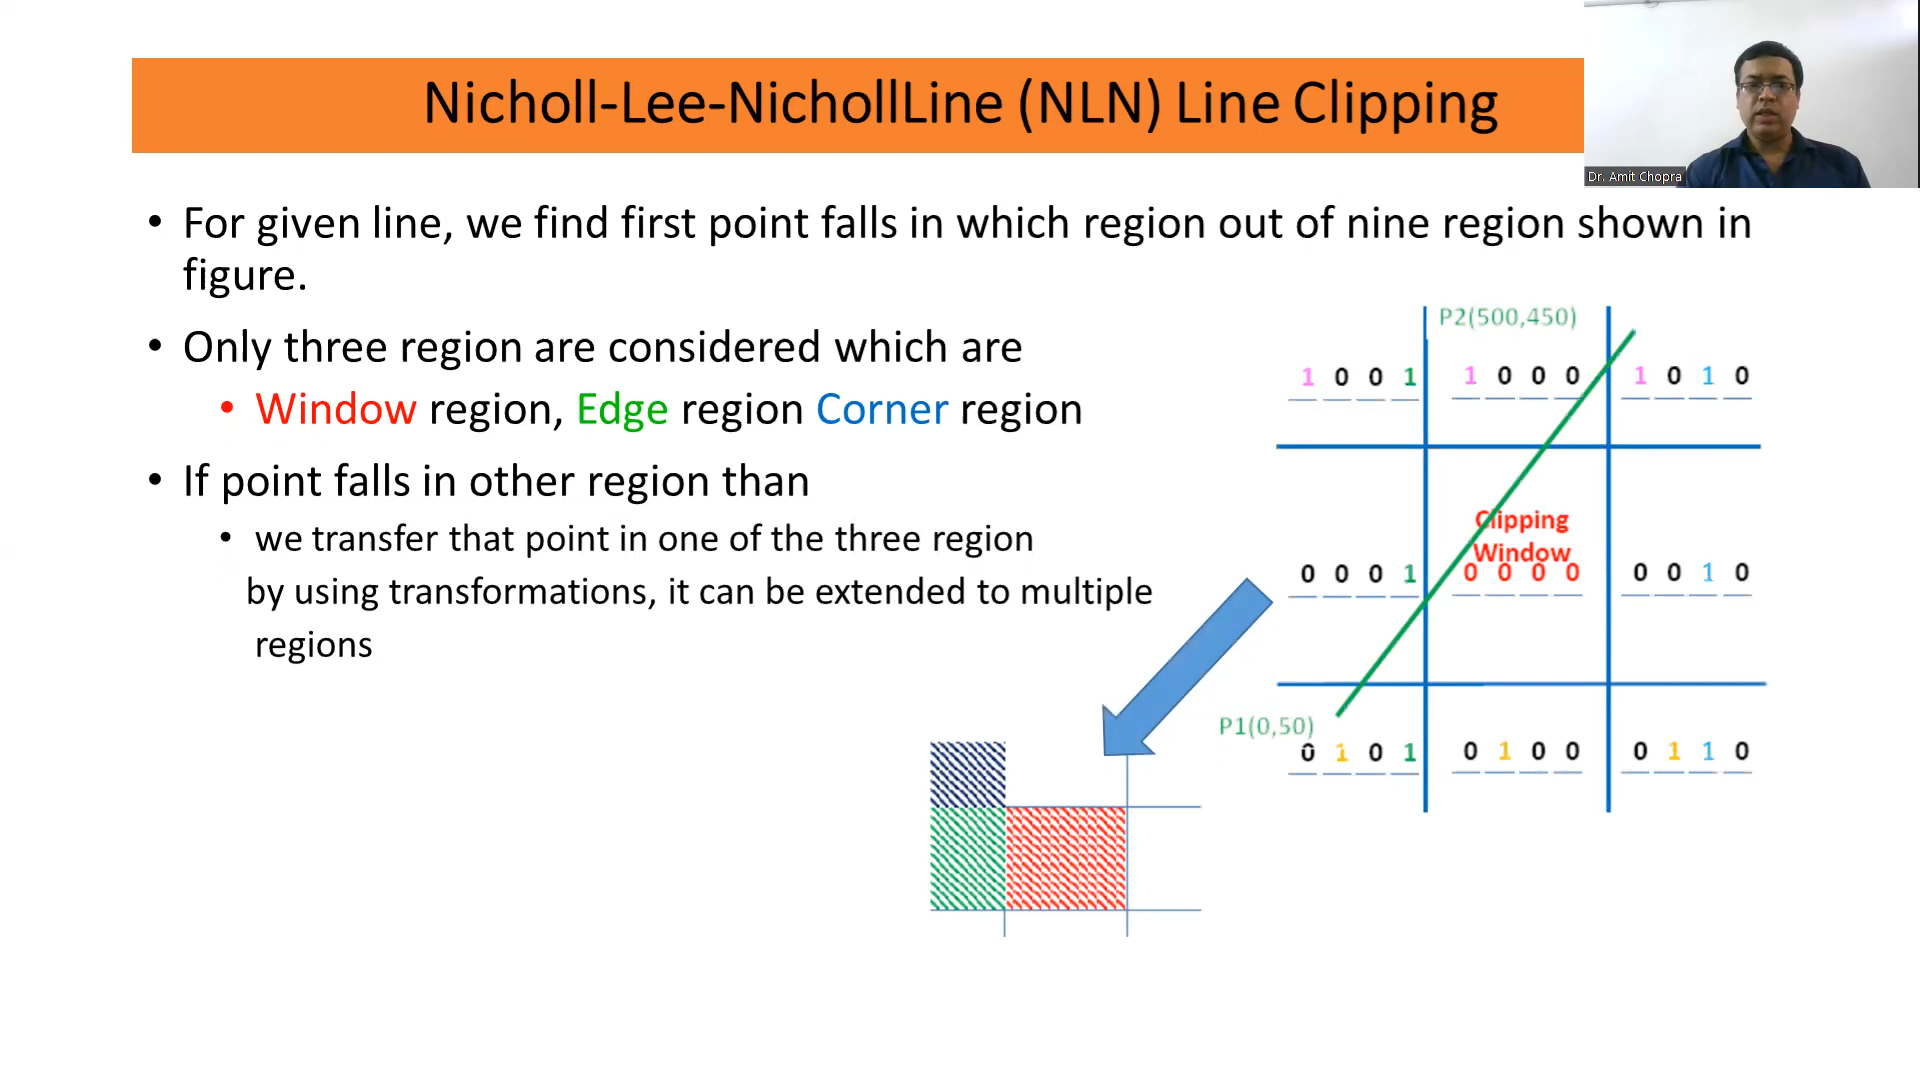 Nicholl-Lee-NichollLine (NLN) Line Clipping
Dr. Amit Chopra
• For given line, we find first point falls in which region out of nine region shown in
figure.
• Only three region are considered which are
• Window region, Edge region Corner region
• If point falls in other region than
• we transfer that point in one of the three region
by using transformations, it can be extended to multiple
regions
P2(500,450)
1 0 0 1 1 0 0 0 1 0 1 0
Clipping
Window
0 0 0 1 0 0 0 0 0 0 1 0
P1(0,50)
0 1 0 1 0 1 0 0 0 1 1 0